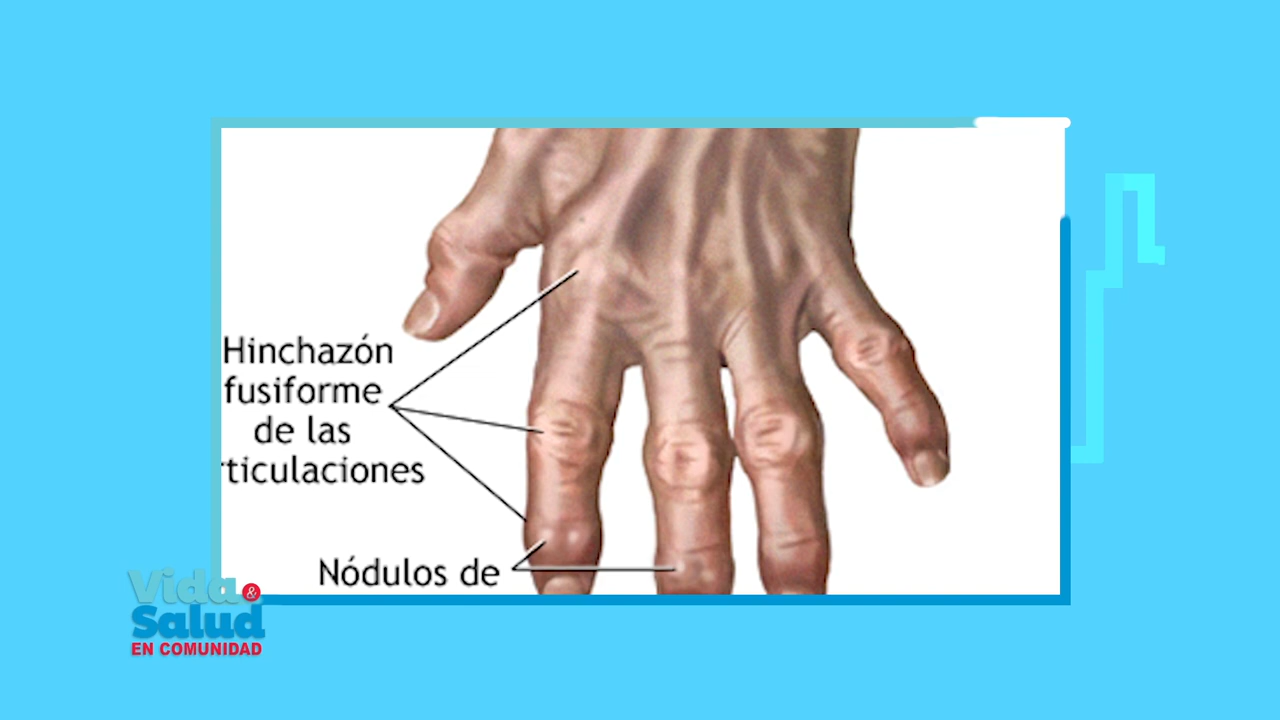 Hinchazón
fusiforme
de las
rticulaciones
Nódulos de
Vida &
Salud
EN COMUNIDAD